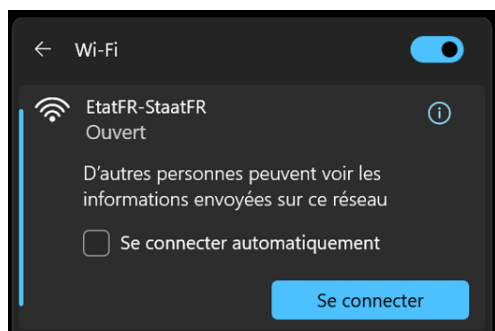 Wi-Fi
EtatFR-StaatFR
Ouvert
D’autres personnes peuvent voir les
informations envoyées sur ce réseau
Se connecter automatiquement
Se connecter